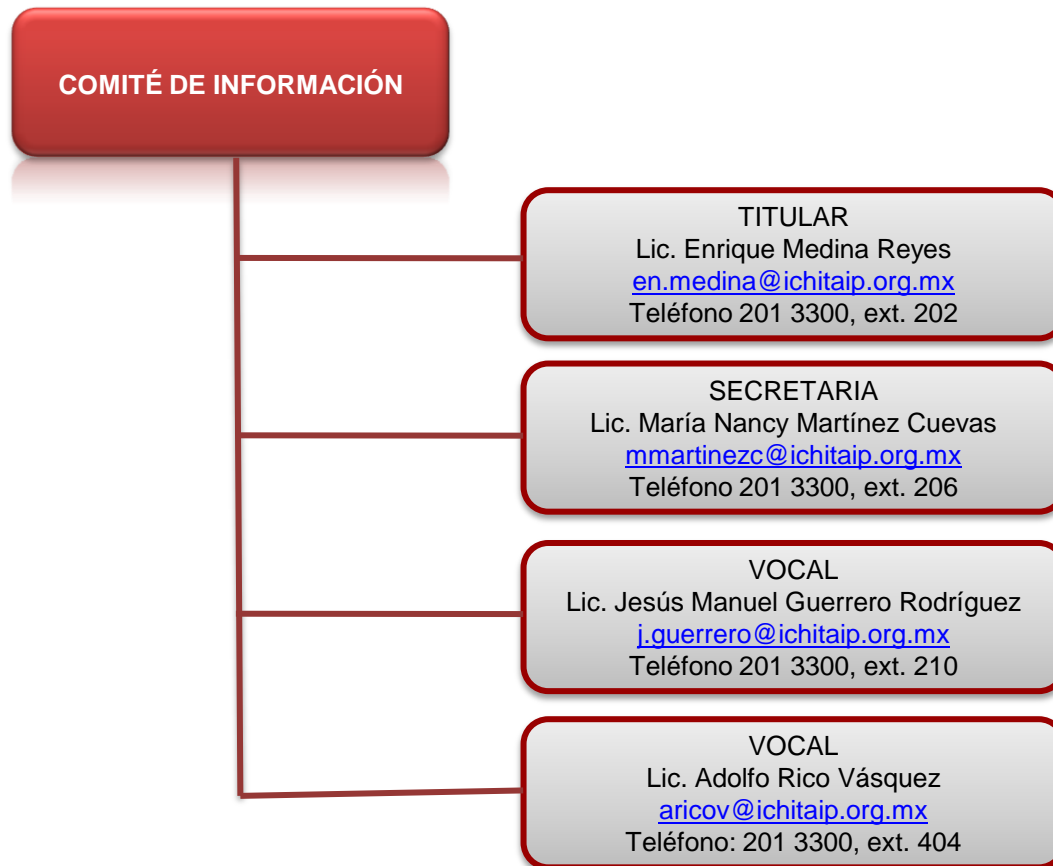 COMITÉ DE INFORMACIÓN
TITULAR
Lic. Enrique Medina Reyes
en.medina@ichitaip.org.mx
Teléfono 201 3300, ext. 202
SECRETARIA
Lic. María Nancy Martínez Cuevas
mmartinezc@ichitaip.org.mx
Teléfono 201 3300, ext. 206
VOCAL
Lic. Jesús Manuel Guerrero Rodríguez
j.guerrero@ichitaip.org.mx
Teléfono 201 3300, ext. 210
VOCAL
Lic. Adolfo Rico Vásquez
aricov@ichitaip.org.mx
Teléfono: 201 3300, ext. 404